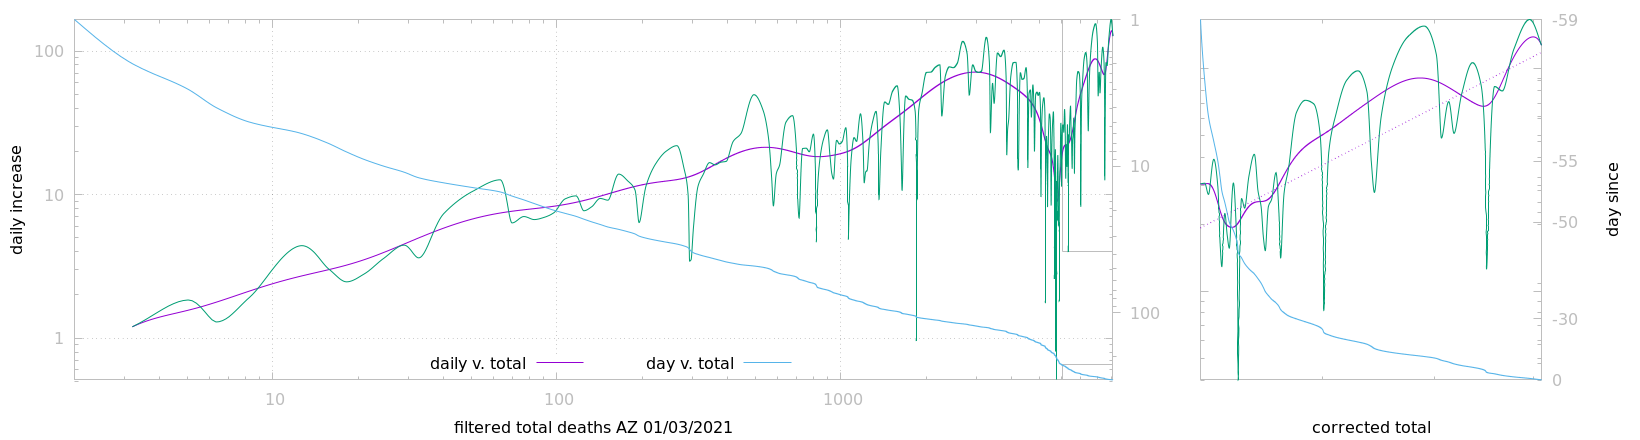 100
10
1
daily increase
10
100
1000
filtered total deaths AZ 01/03/2021
daily v. total
day v. total
1
10
100
-59
-55
-50
-30
0
day since
corrected total